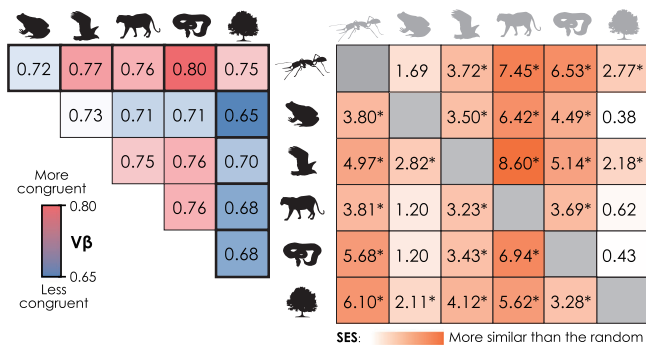 0.72 0.77 0.76 0.80 0.75
0.73 0.71 0.71 0.65
0.75 0.76 0.70
0.76 0.68
0.68
More
congruent
0.80
Vβ
0.65
Less
congruent
1.69 3.72* 7.45* 6.53* 2.77*
3.80* 3.50* 6.42* 4.49* 0.38
4.97* 2.82* 8.60* 5.14* 2.18*
3.81* 1.20 3.23* 3.69* 0.62
5.68* 1.20 3.43* 6.94* 0.43
6.10* 2.11* 4.12* 5.62* 3.28*
SES: More similar than the random